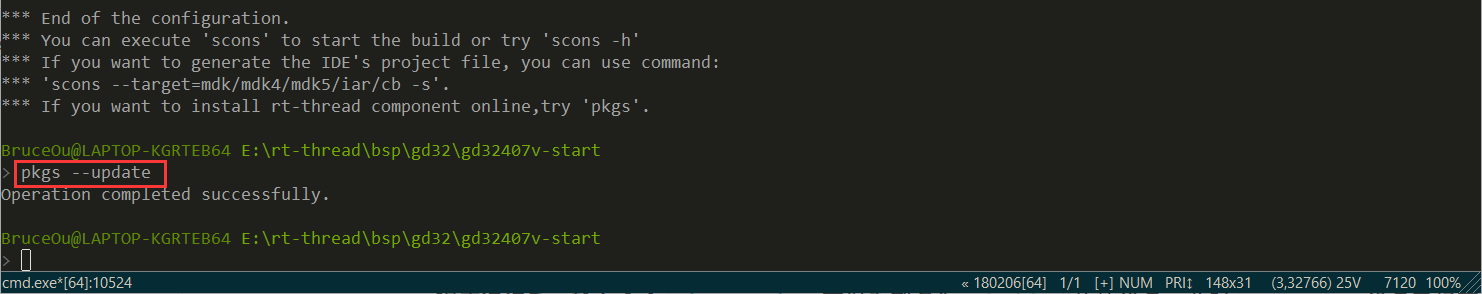 *** End of the configuration.
*** You can execute 'scons' to start the build or try 'scons -h'
*** If you want to generate the IDE's project file, you can use command:
*** 'scons --target=mdk/mdk4/mdk5/iar/cb -s'.
*** If you want to install rt-thread component online,try 'pkgs'.
BruceOu@LAPTOP-KGRTEB64 E:\rt-thread\bsp\gd32\gd32407v-start
> pkgs --update
Operation completed successfully.
BruceOu@LAPTOP-KGRTEB64 E:\rt-thread\bsp\gd32\gd32407v-start
>
cmd.exe*[64]:10524 « 180206[64] 1/1 [+] NUM PRI↕ 148x31 (3,32766) 25V 7120 100%